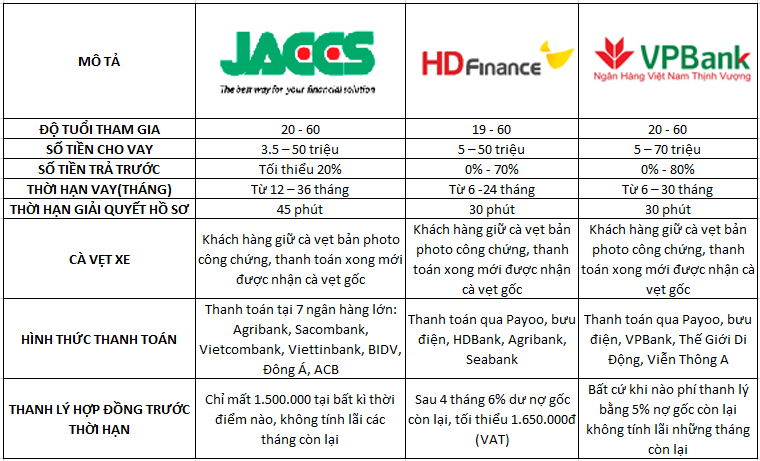 MÔ TẢ
JACCS
The best way for your financial solution
HD Finance
VPBank
Ngân Hàng Việt Nam Thịnh Vượng
ĐỘ TUỔI THAM GIA
20 - 60
19 - 60
20 - 60
SỐ TIỀN CHO VAY
3.5 – 50 triệu
5 – 50 triệu
5 - 70 triệu
SỐ TIỀN TRẢ TRƯỚC
Tối thiểu 20%
0% - 70%
0% - 80%
THỜI HẠN VAY(THÁNG)
Từ 12 – 36 tháng
Từ 6 -24 tháng
Từ 6 – 30 tháng
THỜI HẠN GIẢI QUYẾT HỒ SƠ
45 phút
30 phút
30 phút
CÀ VẸT XE
Khách hàng giữ cà vẹt bản photo
công chứng, thanh toán xong mới
được nhận cà vẹt gốc
Khách hàng giữ cà vẹt bản
photo công chứng, thanh
toán xong mới được nhận
cà vẹt gốc
Khách hàng giữ cà vẹt bản
photo công chứng, thanh
toán xong mới được nhận cà
vẹt gốc
HÌNH THỨC THANH TOÁN
Thanh toán tại 7 ngân hàng lớn:
Agribank, Sacombank,
Vietcombank, Viettinbank, BIDV,
Đông Á, ACB
Thanh toán qua Payoo, bưu
điện, HDBank, Agribank,
Seabank
Thanh toán qua Payoo, bưu
điện, VPBank, Thế Giới Di
Động, Viễn Thông A
THANH LÝ HỢP ĐỒNG TRƯỚC
THỜI HẠN
Chỉ mất 1.500.000 tại bất kì thời
điểm nào, không tính lãi các
tháng còn lại
Sau 4 tháng 6% dư nợ gốc
còn lại, tối thiểu 1.650.000đ
(VAT)
Bất cứ khi nào phí thanh lý
bằng 5% nợ gốc còn lại
không tính lãi những tháng
còn lại